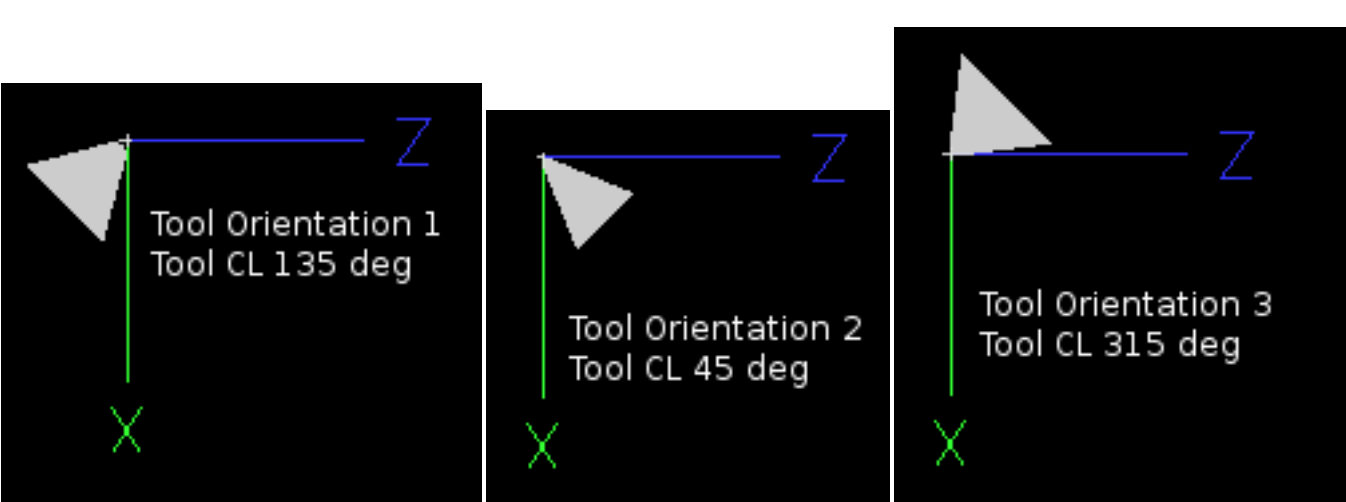 Z
Tool Orientation 1
Tool CL 135 deg
X
Z
Tool Orientation 2
Tool CL 45 deg
X
Z
Tool Orientation 3
Tool CL 315 deg
X